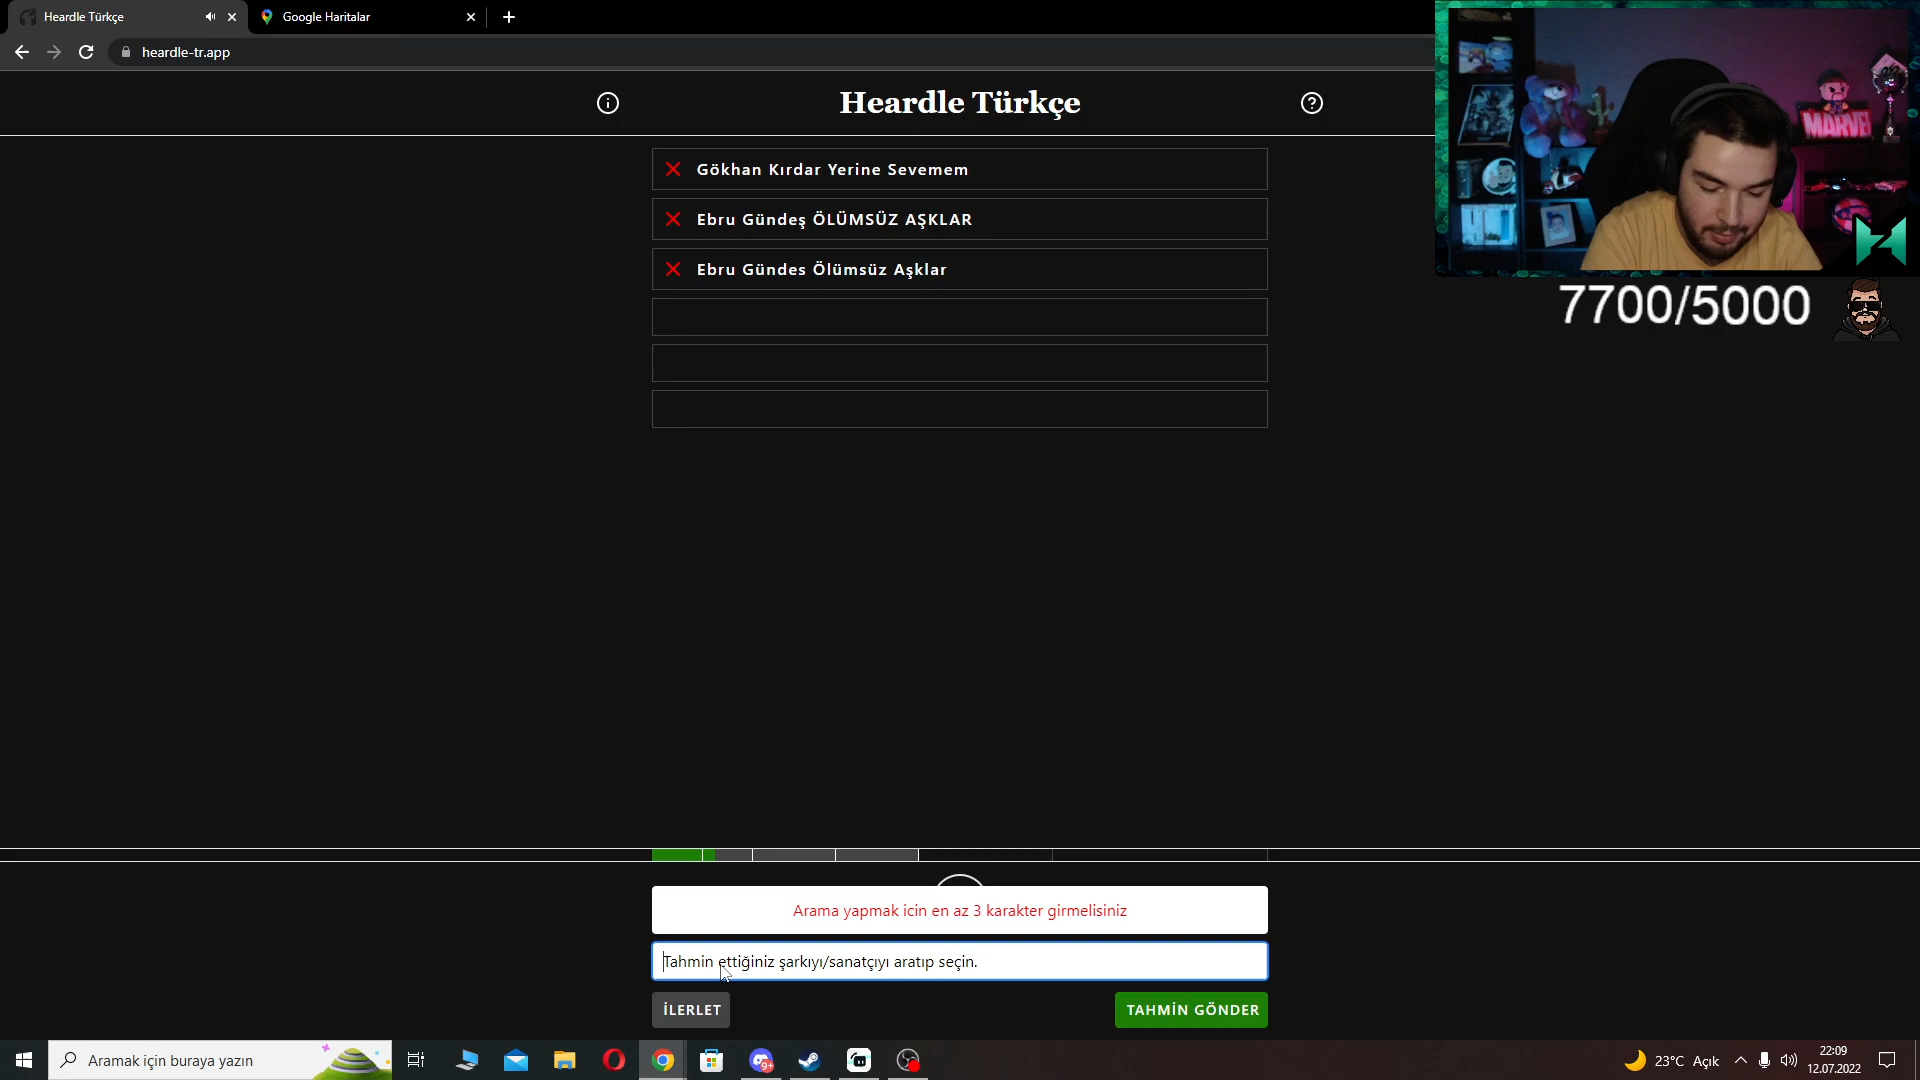 Heardle Türkçe
Google Haritalar
heardle-tr.app
Heardle Türkçe
Gökhan Kırdar Yerine Sevemem
Ebru Gündeş ÖLÜMSÜZ AŞKLAR
Ebru Gündes Ölümsüz Aşklar
MARVEL
7700/5000
Arama yapmak icin en az 3 karakter girmelisiniz
Tahmin ettiğiniz şarkıyı/sanatçıyı aratıp seçin.
İLERLET
TAHMİN GÖNDER
Aramak için buraya yazın
9+
23°C Açık
22:09
12.07.2022